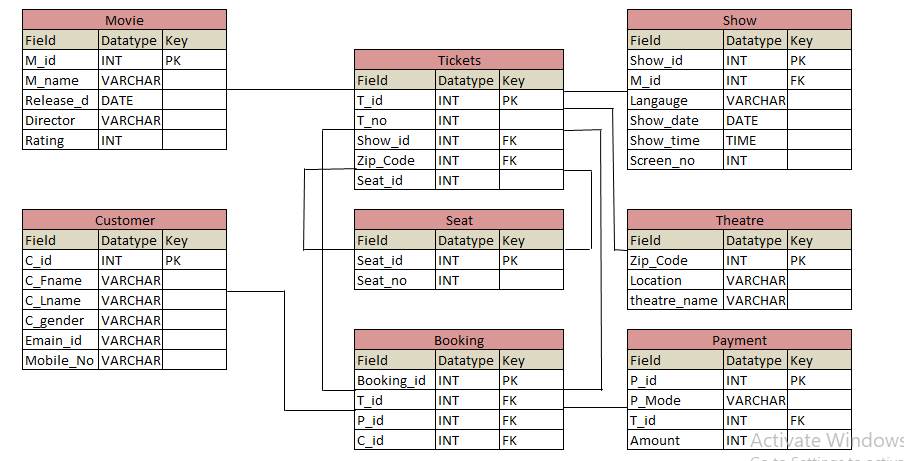 Movie
Field Datatype Key
M_id INT PK
M_name VARCHAR
Release_d DATE
Director VARCHAR
Rating INT
Customer
Field Datatype Key
C_id INT PK
C_Fname VARCHAR
C_Lname VARCHAR
C_gender VARCHAR
Emain_id VARCHAR
Mobile_No VARCHAR
Tickets
Field Datatype Key
T_id INT PK
T_no INT
Show_id INT FK
Zip_Code INT FK
Seat_id INT
Seat
Field Datatype Key
Seat_id INT PK
Seat_no INT
Booking
Field Datatype Key
Booking_id INT PK
T_id INT FK
P_id INT FK
C_id INT FK
Show
Field Datatype Key
Show_id INT PK
M_id INT FK
Langauge VARCHAR
Show_date DATE
Show_time TIME
Screen_no INT
Theatre
Field Datatype Key
Zip_Code INT PK
Location VARCHAR
theatre_name VARCHAR
Payment
Field Datatype Key
P_id INT PK
P_Mode VARCHAR
T_id INT FK
Amount INT
Activate Windows